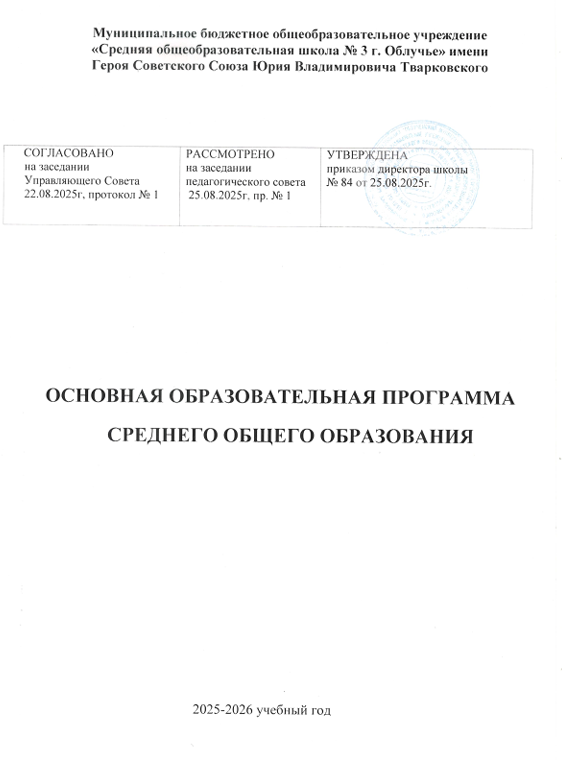 Муниципальное бюджетное общеобразовательное учреждение
«Средняя общеобразовательная школа № 3 г. Облучье» имени
Героя Советского Союза Юрия Владимировича Тварковского
СОГЛАСОВАНО
на заседании
Управляющего Совета
22.08.2025г, протокол № 1
РАССМОТРЕНО
на заседании
педагогического совета
25.08.2025г, пр. № 1
УТВЕРЖДЕНА
приказом директора школы
№ 84 от 25.08.2025г.
ОСНОВНАЯ ОБРАЗОВАТЕЛЬНАЯ ПРОГРАММА
СРЕДНЕГО ОБЩЕГО ОБРАЗОВАНИЯ
2025-2026 учебный год